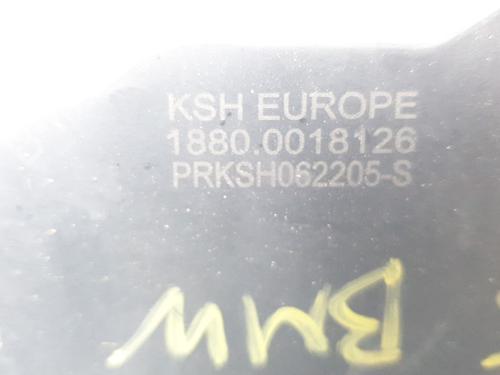 KSH EUROPE
1880.0018126
PRKSH062205-S
BMW